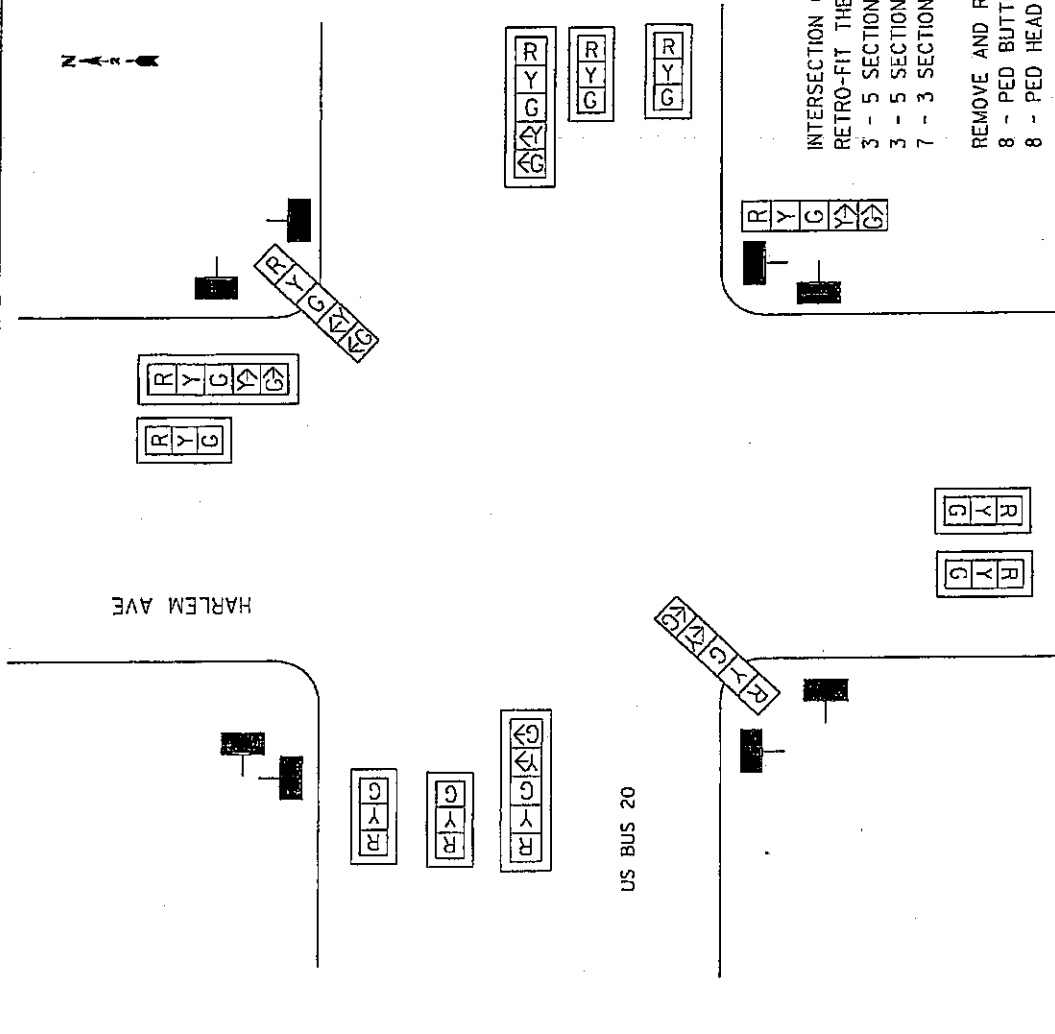 N
2
R Y G Y G
R Y G
R Y G
R Y G Y G
R Y G Y G
R Y G
HARLEM AVE
R Y G Y G
R Y G
R Y G
R Y G
R Y G
R Y G Y G
US BUS 20
R Y G Y G
R Y G
R Y G
INTERSECTION
RETRO-FIT THE
3 - 5 SECTION
3 - 5 SECTION
7 - 3 SECTION
REMOVE AND R
8 - PED BUTT
8 - PED HEAD